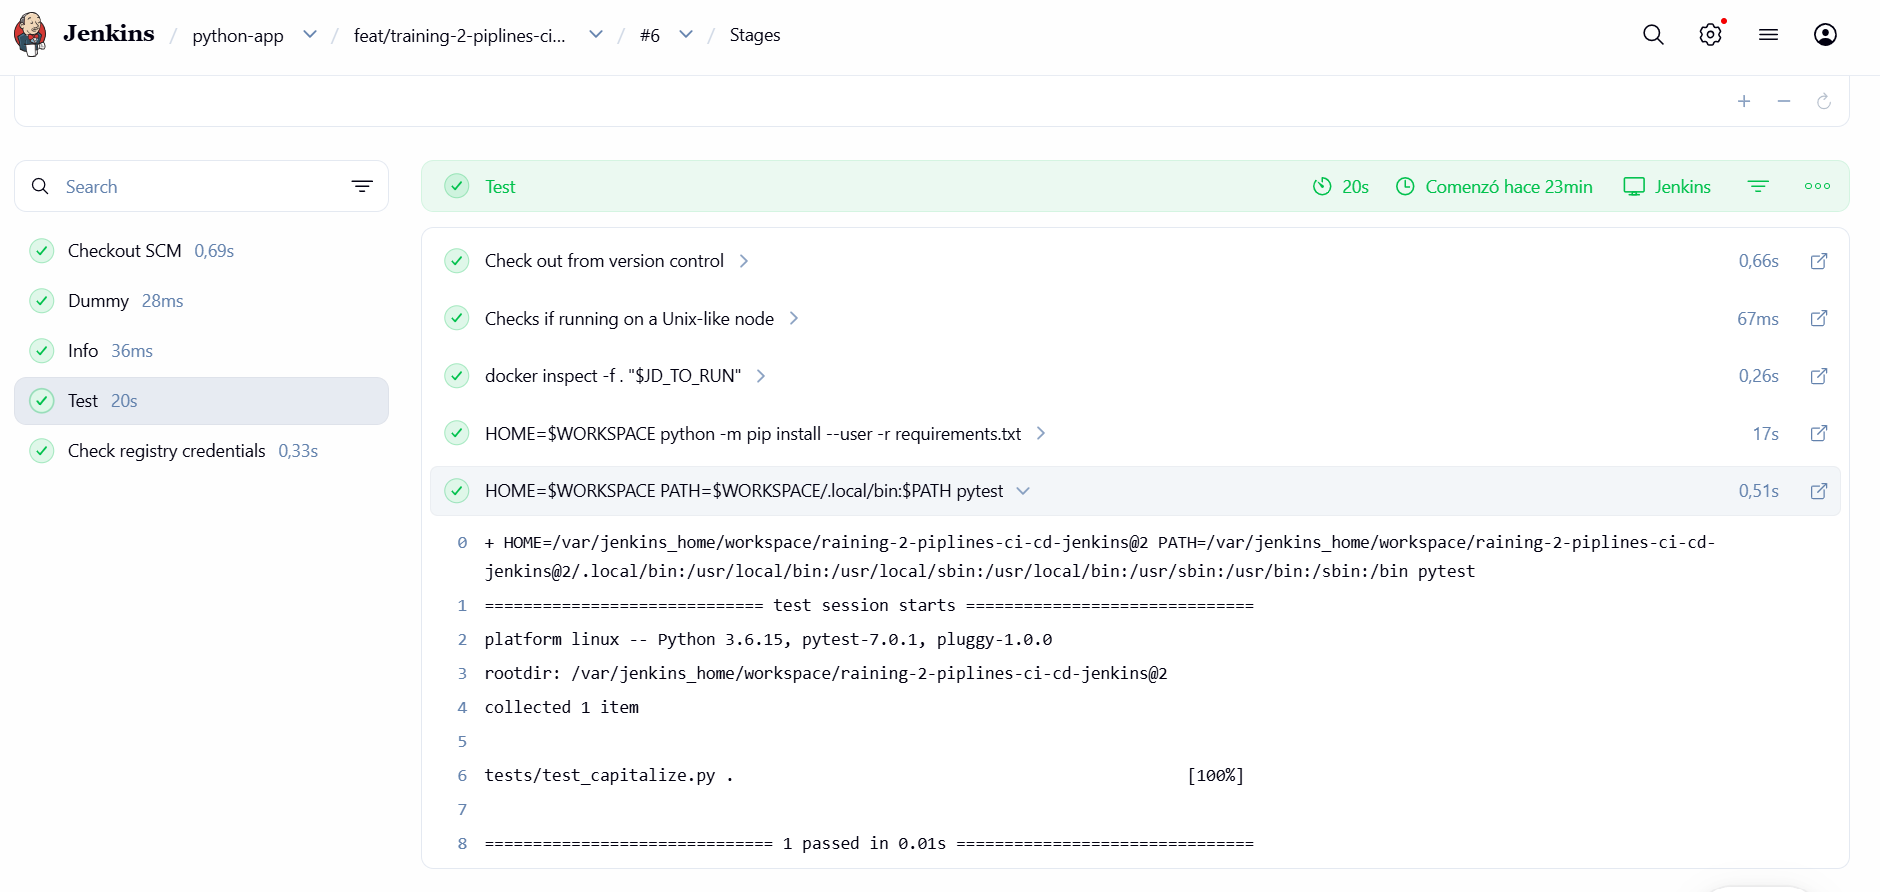 Jenkins / python-app / feat/training-2-piplines-ci... / #6 / Stages
Search
Checkout SCM 0,69s
Dummy 28ms
Info 36ms
Test 20s
Check registry credentials 0,33s
Test 20s Comenzó hace 23min Jenkins
Check out from version control 0,66s
Checks if running on a Unix-like node 67ms
docker inspect -f . "$JD_TO_RUN" 0,26s
HOME=$WORKSPACE python -m pip install --user -r requirements.txt 17s
HOME=$WORKSPACE PATH=$WORKSPACE/.local/bin:$PATH pytest 0,51s
0 + HOME=/var/jenkins_home/workspace/raining-2-piplines-ci-cd-jenkins@2 PATH=/var/jenkins_home/workspace/raining-2-piplines-ci-cd-
jenkins@2/.local/bin:/usr/local/bin:/usr/local/sbin:/usr/local/bin:/usr/sbin:/usr/bin:/sbin:/bin pytest
1 ============================= test session starts ==============================
2 platform linux -- Python 3.6.15, pytest-7.0.1, pluggy-1.0.0
3 rootdir: /var/jenkins_home/workspace/raining-2-piplines-ci-cd-jenkins@2
4 collected 1 item
5
6 tests/test_capitalize.py . [100%]
7
8 ============================== 1 passed in 0.01s ===============================